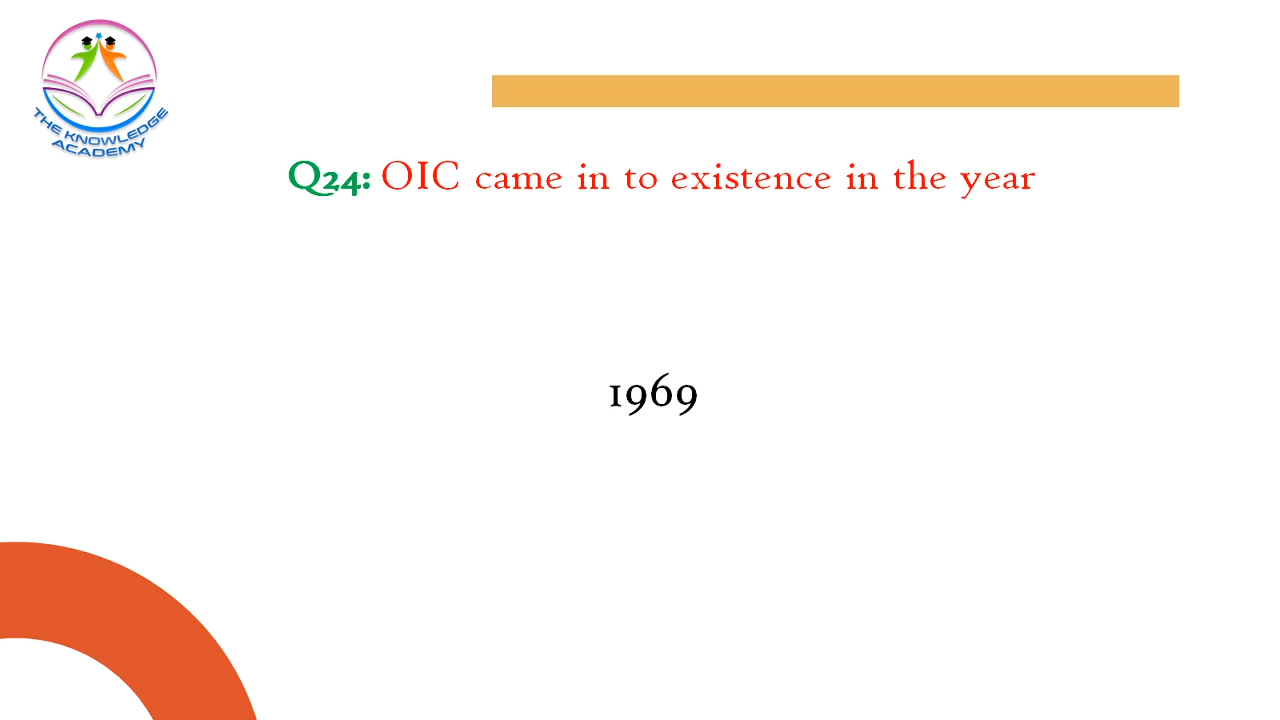 THE KNOWLEDGE
ACADEMY
Q24: OIC came in to existence in the year
1969